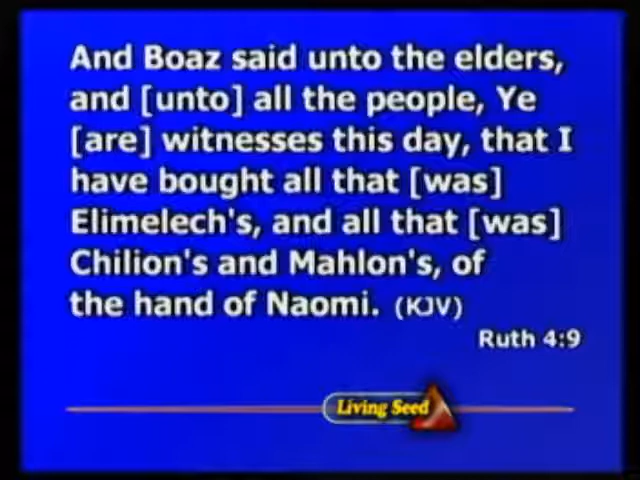 And Boaz said unto the elders,
and [unto] all the people, Ye
[are] witnesses this day, that I
have bought all that [was]
Elimelech's, and all that [was]
Chilion's and Mahlon's, of
the hand of Naomi. (KJV)
Ruth 4:9
Living Seed